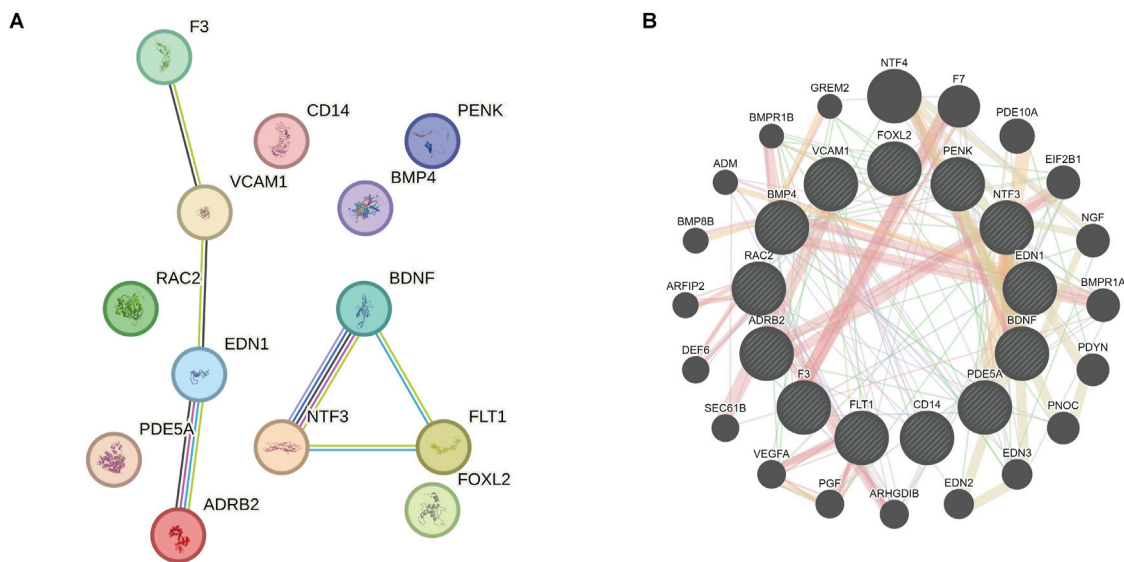 A
F3
CD14
PENK
VCAM1
BMP4
RAC2
BDNF
EDN1
NTF3
FLT1
PDE5A
FOXL2
ADRB2
B
NTF4
GREM2
F7
BMPR1B
PDE10A
FOXL2
VCAM1
PENK
ADM
EIF2B1
BMP4
NTF3
BMP8B
NGF
RAC2
EDN1
ARFIP2
BMPR1A
ADRB2
BDNF
DEF6
PDYN
F3
PDE5A
SEC61B
FLT1
CD14
PNOC
VEGFA
EDN3
PGF
ARHGDIB
EDN2